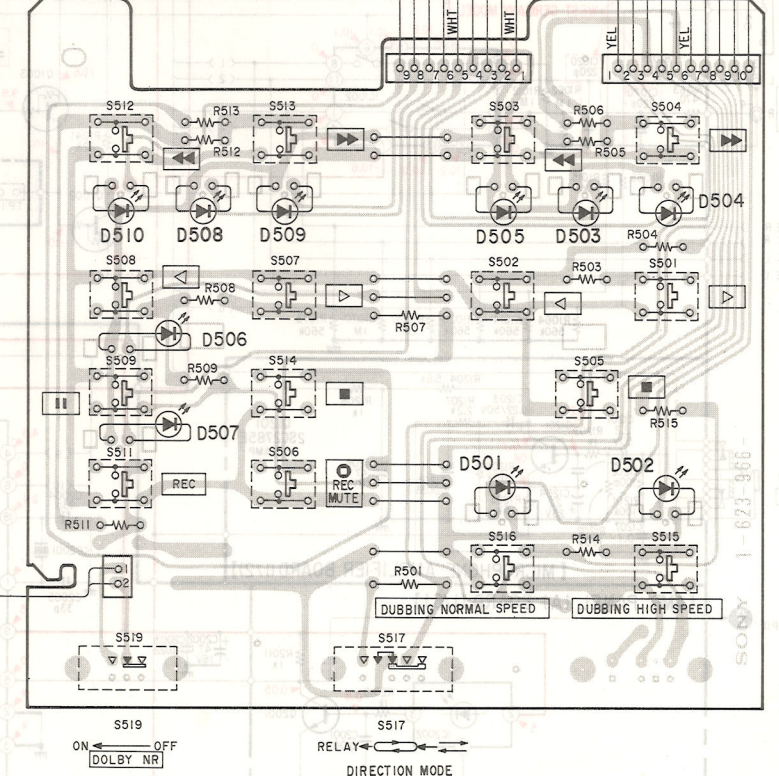 WHT
WHT
YEL
YEL
9 8 7 6 5 4 3 2 1
1 2 3 4 5 6 7 8 9 10
S512
R513
S513
S503
R506
S504
R512
R505
D510
D508
D509
D505
D503
D504
R504
S508
S507
S502
R503
S501
R508
R507
D506
S509
R509
S514
S505
R515
D507
S511
S506
D501
D502
REC
REC
MUTE
R511
S516
R514
S515
1
2
R501
DUBBING NORMAL SPEED
DUBBING HIGH SPEED
1-623-966-
SONY
S519
S517
S519
S517
ON OFF
DOLBY NR
RELAY
DIRECTION MODE